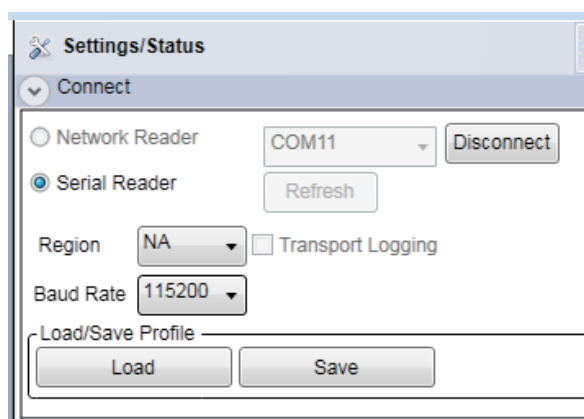 Settings/Status
Connect
Network Reader COM11 Disconnect
Serial Reader Refresh
Region NA Transport Logging
Baud Rate 115200
Load/Save Profile
Load Save